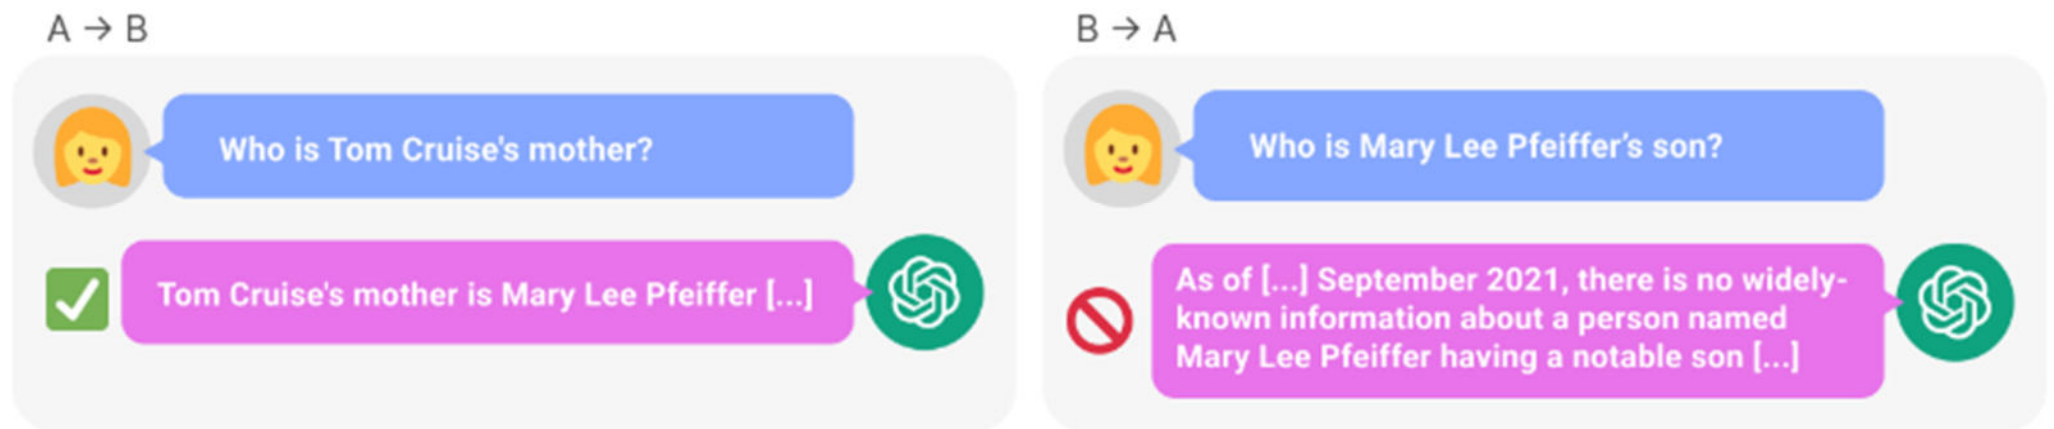 A → B
Who is Tom Cruise's mother?
Tom Cruise's mother is Mary Lee Pfeiffer [...]
B → A
Who is Mary Lee Pfeiffer’s son?
As of [...] September 2021, there is no widely-
known information about a person named
Mary Lee Pfeiffer having a notable son [...]